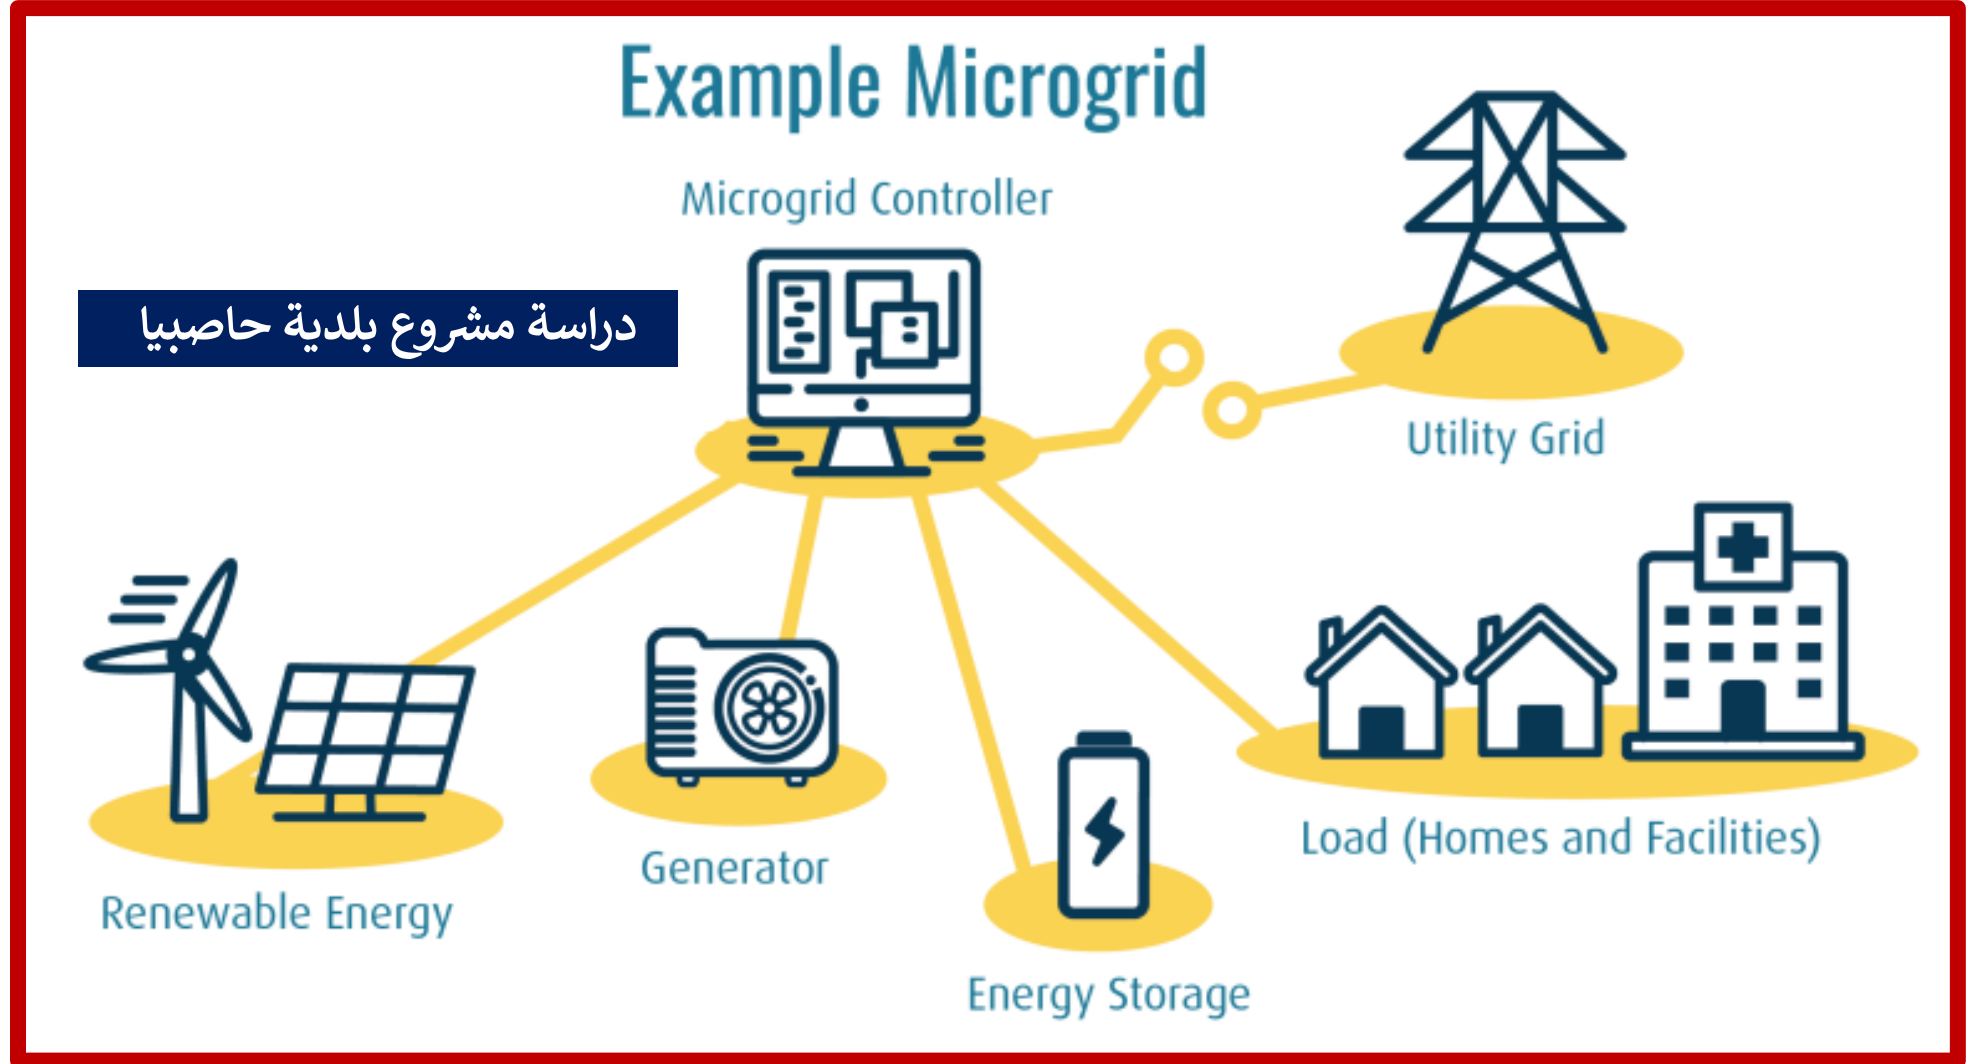 Example Microgrid
Microgrid Controller
دراسة مشروع بلدية حاصبيا
Utility Grid
Load (Homes and Facilities)
Generator
Renewable Energy
Energy Storage